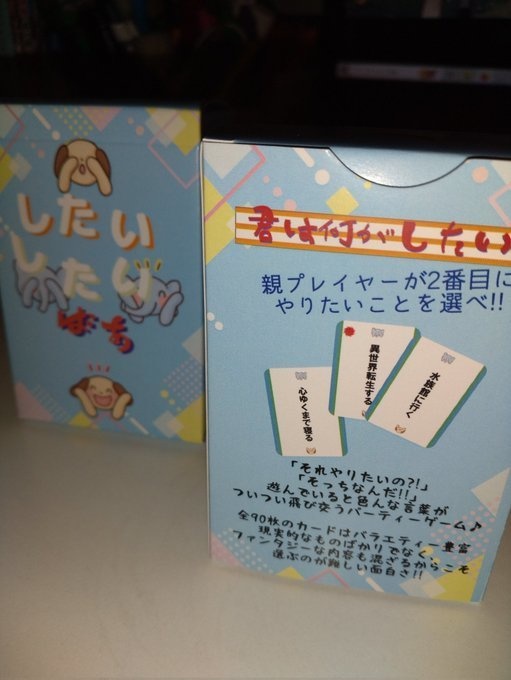 したい
したり
ばなし
君は何がしたい
親プレイヤーが2番目に
やりたいことを選べ!!
異世界転生する
水族館に行く
心ゆくまで寝る
「それやりたいの?!」
「そっちなんだ!!」
遊んでいると色んな言葉が
ついつい飛び交うパーティーゲーム♪
全90枚のカードはバラエティー豊富
現実的なものばかりでなく、
ファンタジーな内容も混ざるからこそ
選ぶのが難しい面白さ!!